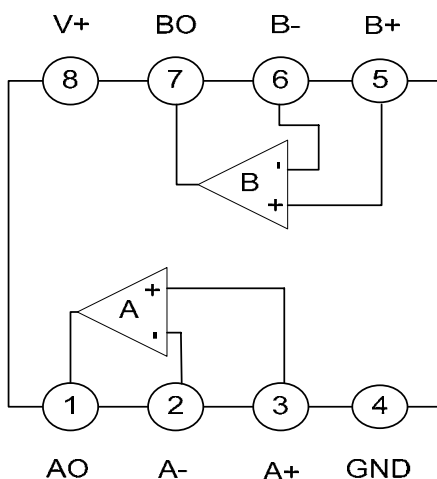 V+ BO B- B+
8 7 6 5
- B +
+ A -
1 2 3 4
AO A- A+ GND